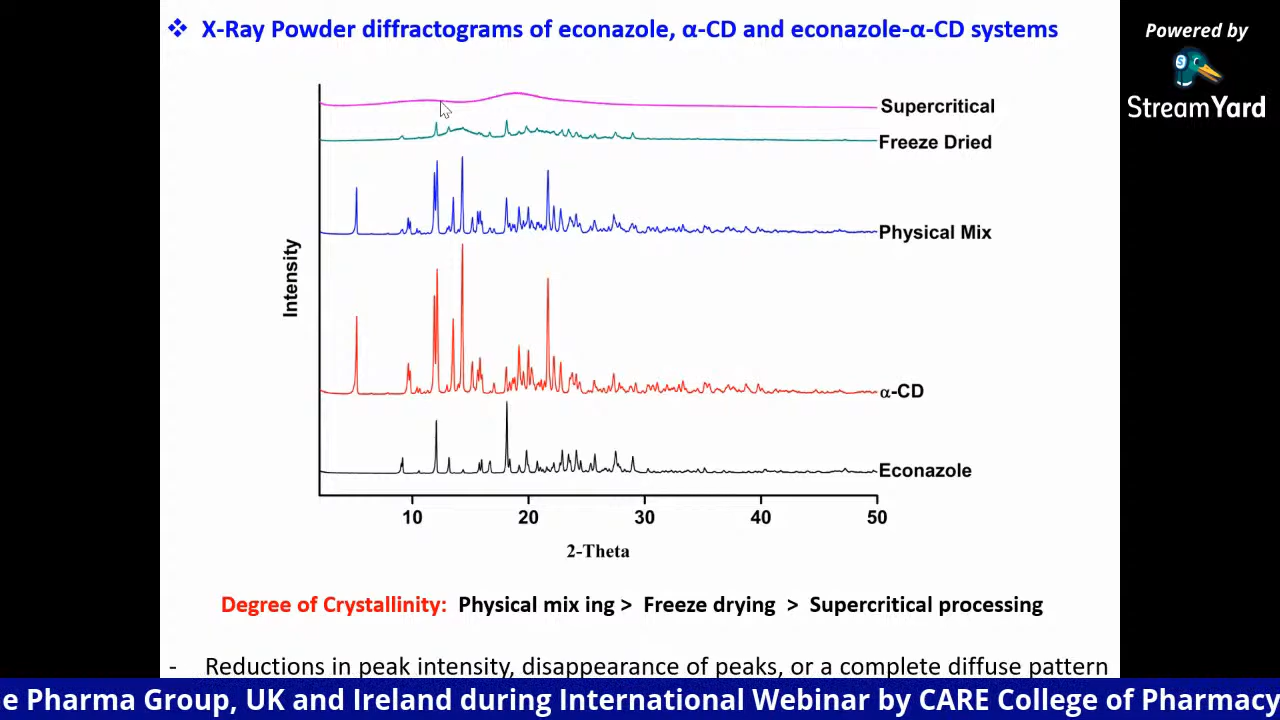 ❖ X-Ray Powder diffractograms of econazole, α-CD and econazole-α-CD systems
Powered by
StreamYard
Supercritical
Freeze Dried
Physical Mix
α-CD
Econazole
Intensity
10 20 30 40 50
2-Theta
Degree of Crystallinity: Physical mix ing > Freeze drying > Supercritical processing
- Reductions in peak intensity, disappearance of peaks, or a complete diffuse pattern
e Pharma Group, UK and Ireland during International Webinar by CARE College of Pharmacy